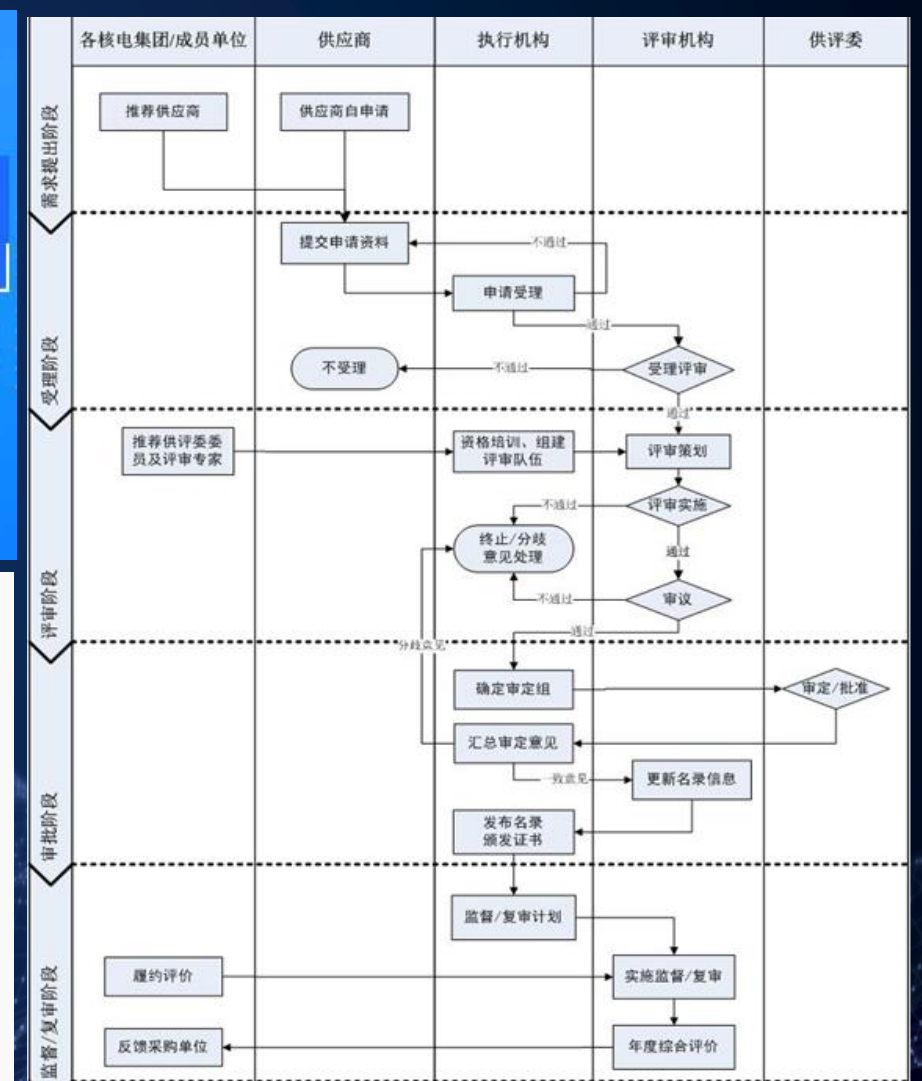 各核电集团/成员单位
供应商
执行机构
评审机构
供评委
需求提出阶段
推荐供应商
供应商自申请
受理阶段
提交申请资料
不通过
申请受理
通过
不受理
不通过
受理评审
通过
评审阶段
推荐供评委委
员及评审专家
资格培训、组建
评审队伍
评审策划
不通过
评审实施
终止/分歧
意见处理
通过
不通过
审议
通过
分歧意见
审批阶段
确定审定组
审定/批准
汇总审定意见
一致意见
更新名录信息
发布名录
颁发证书
监督/复审阶段
监督/复审计划
履约评价
实施监督/复审
反馈采购单位
年度综合评价